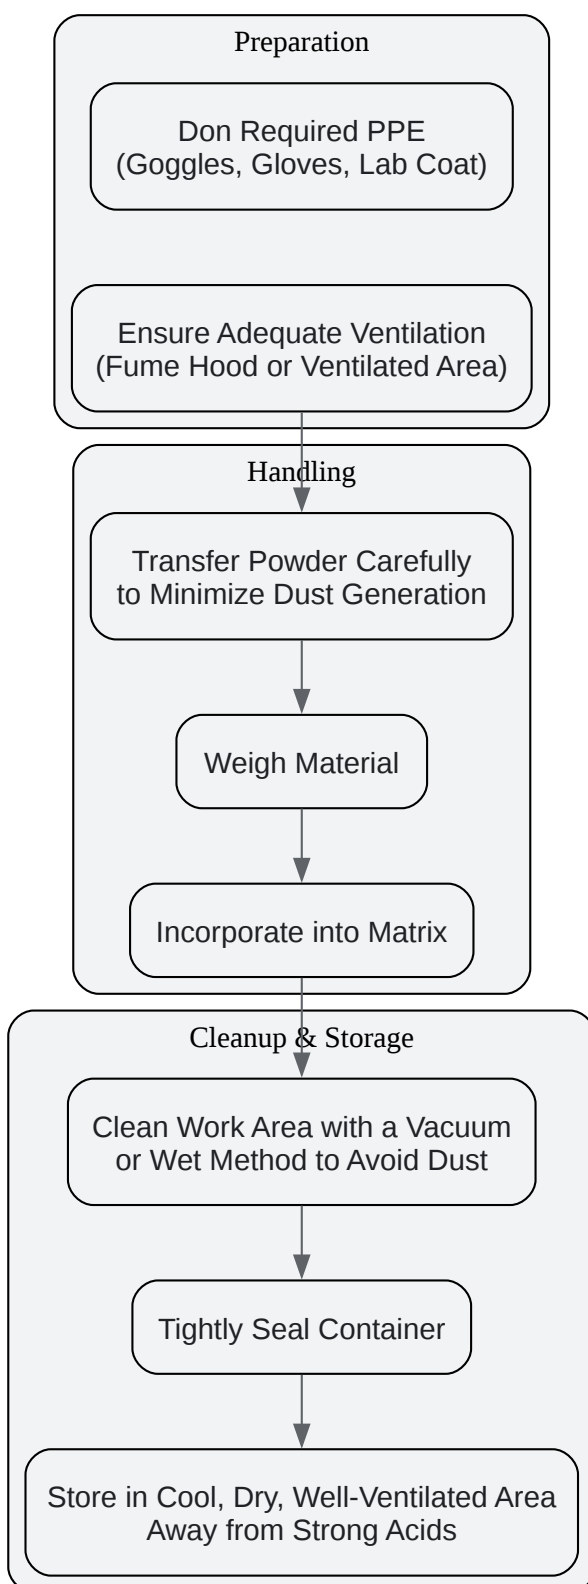 Preparation
Don Required PPE
(Goggles, Gloves, Lab Coat)
Ensure Adequate Ventilation
(Fume Hood or Ventilated Area)
Handling
Transfer Powder Carefully
to Minimize Dust Generation
Weigh Material
Incorporate into Matrix
Cleanup & Storage
Clean Work Area with a Vacuum
or Wet Method to Avoid Dust
Tightly Seal Container
Store in Cool, Dry, Well-Ventilated Area
Away from Strong Acids